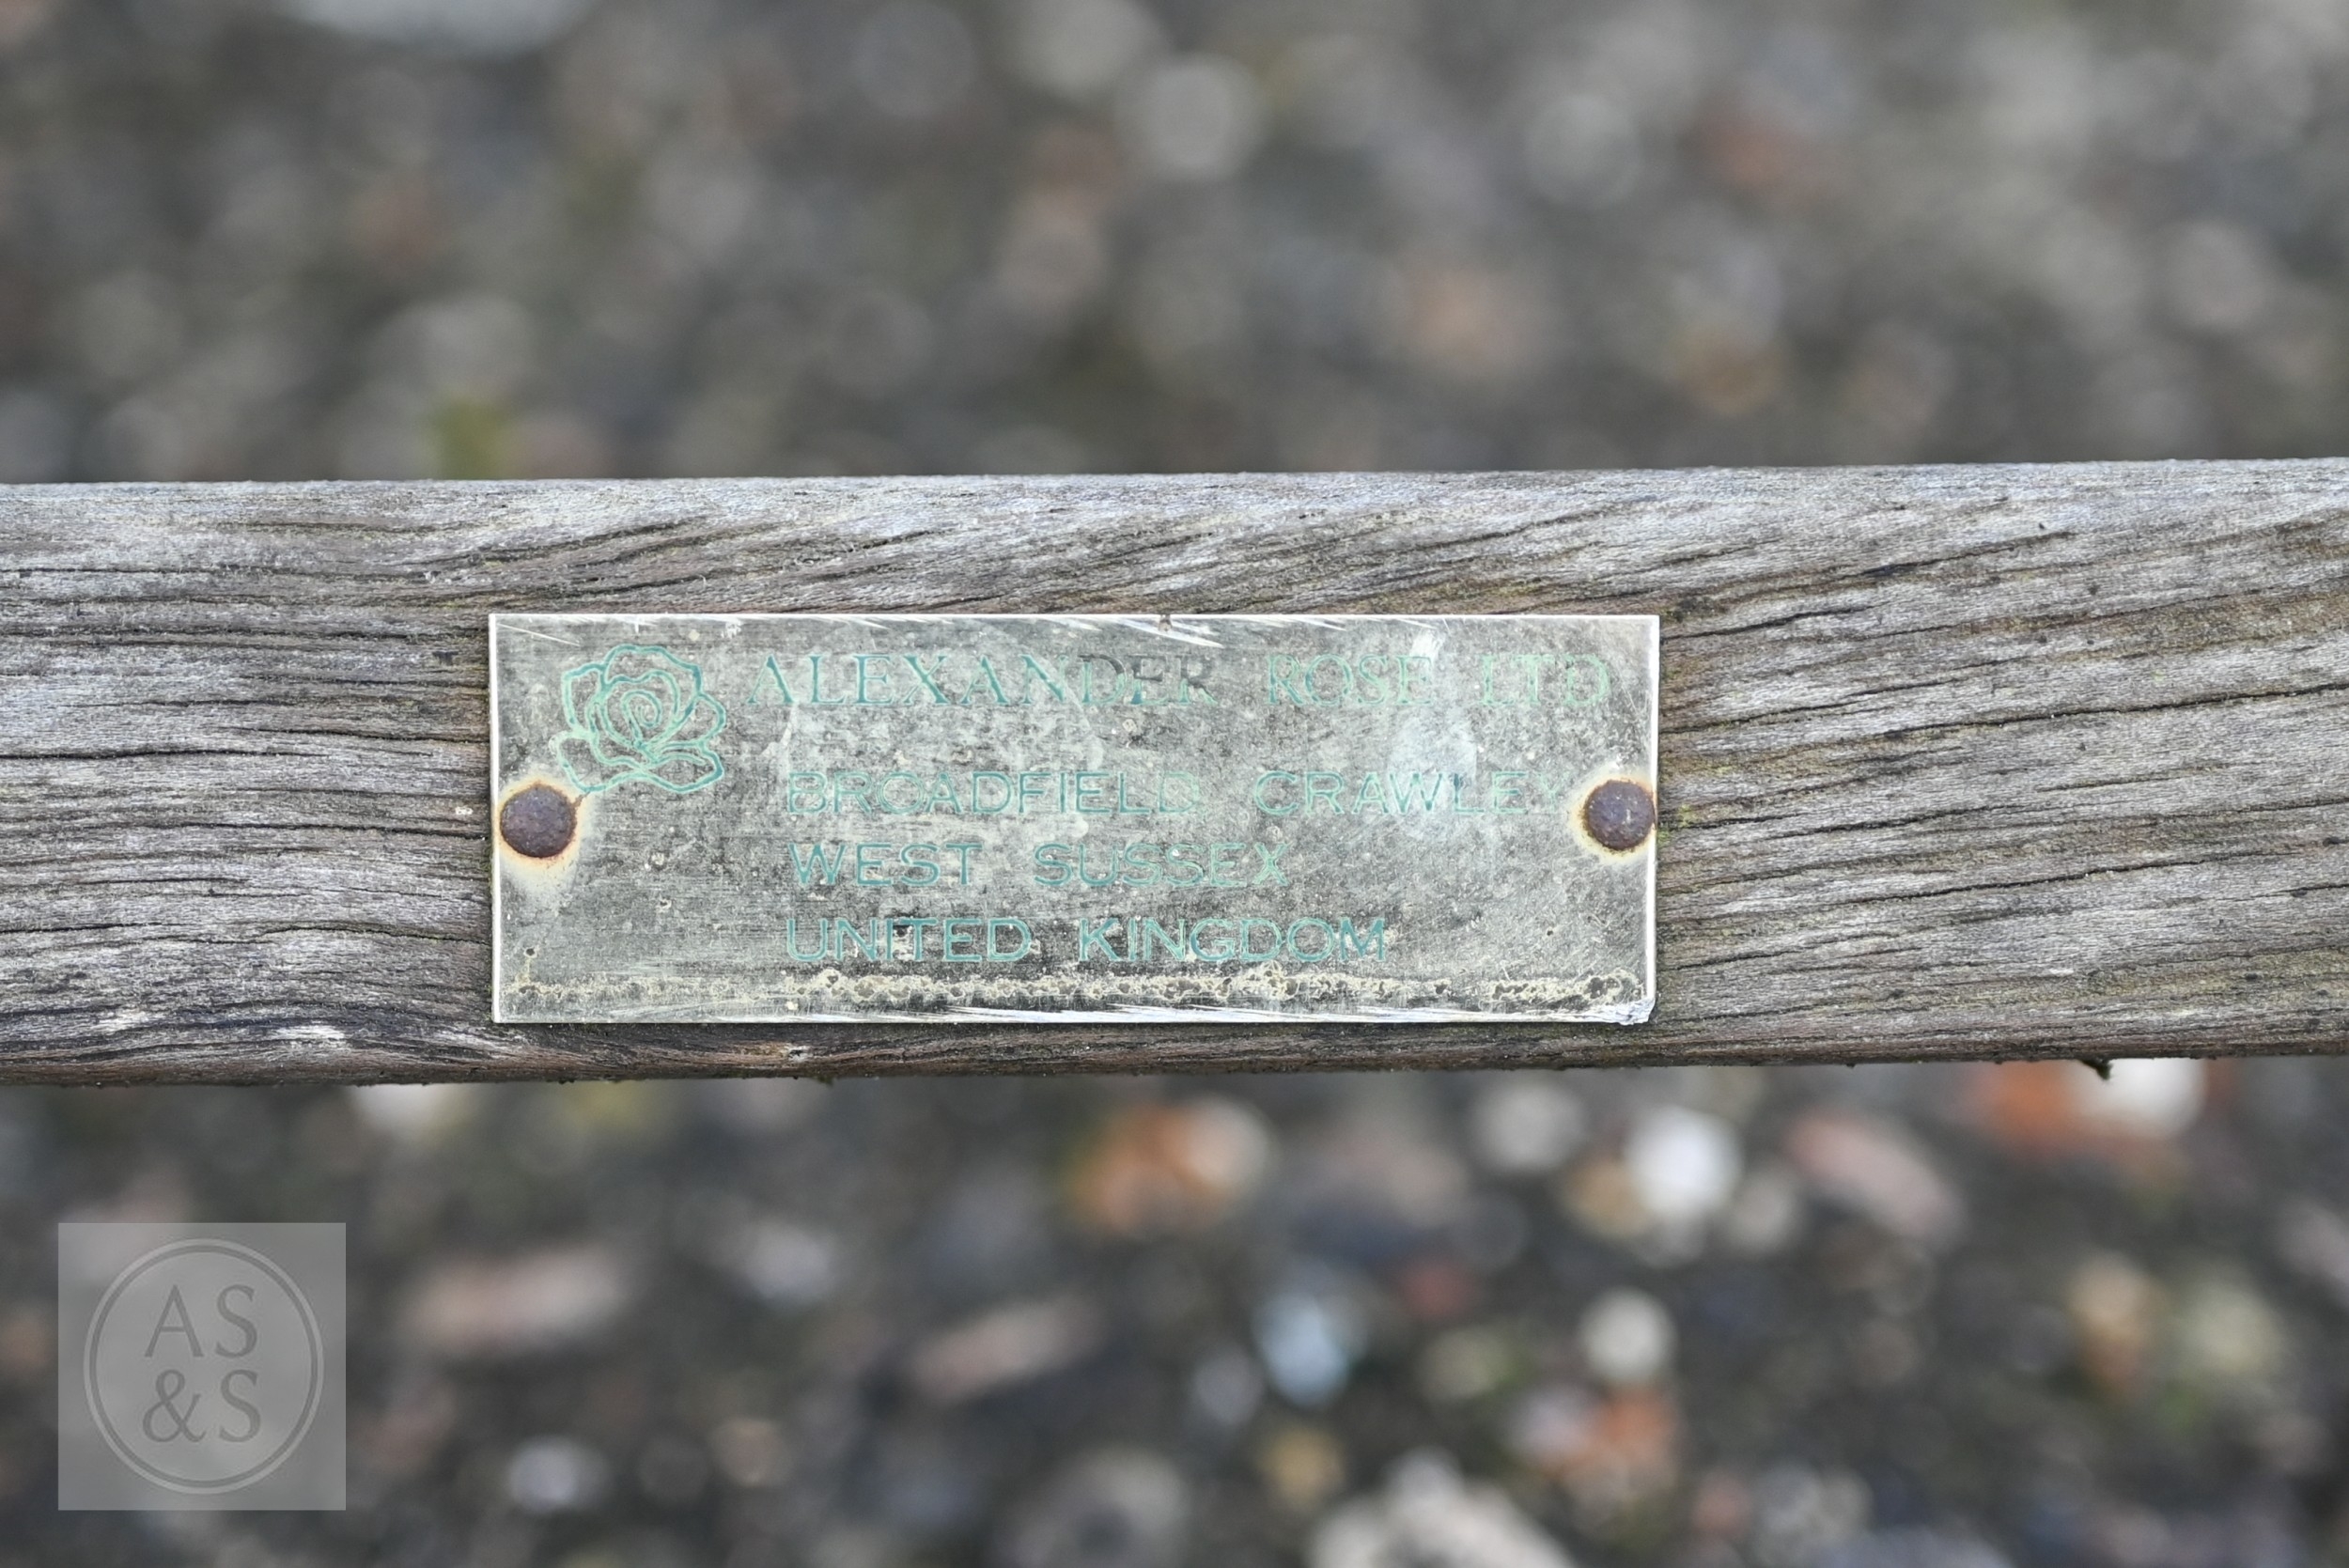 ALEXANDER ROSE LTD
BROADFIELD CRAWLEY
WEST SUSSEX
UNITED KINGDOM
AS
&S